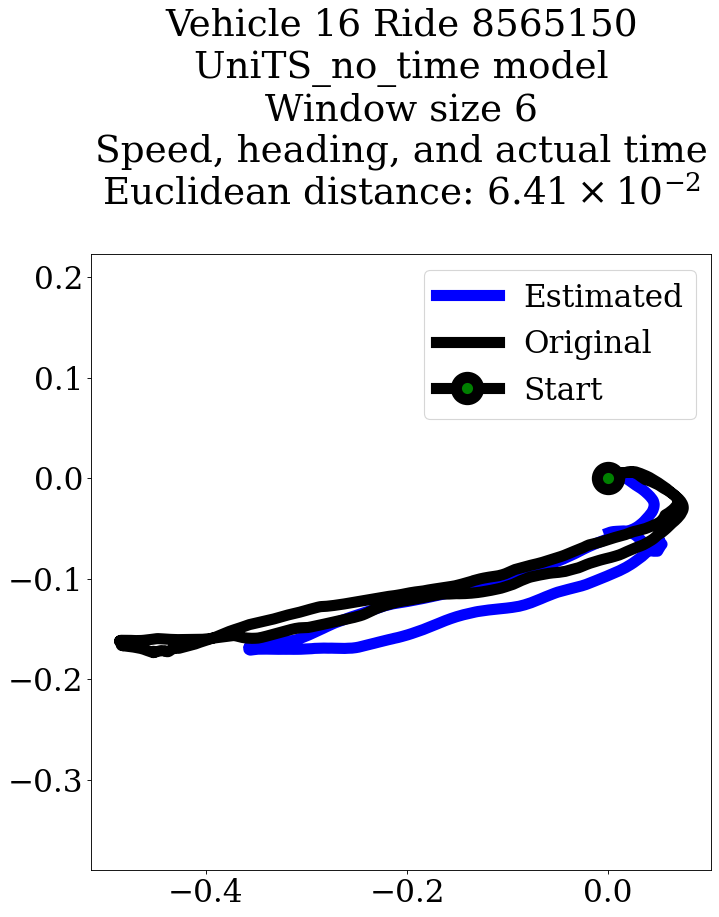 Vehicle 16 Ride 8565150
UniTS_no_time model
Window size 6
Speed, heading, and actual time
Euclidean distance: 6.41 × 10⁻²
Estimated
Original
Start
0.2
0.1
0.0
−0.1
−0.2
−0.3
−0.4 −0.2 0.0